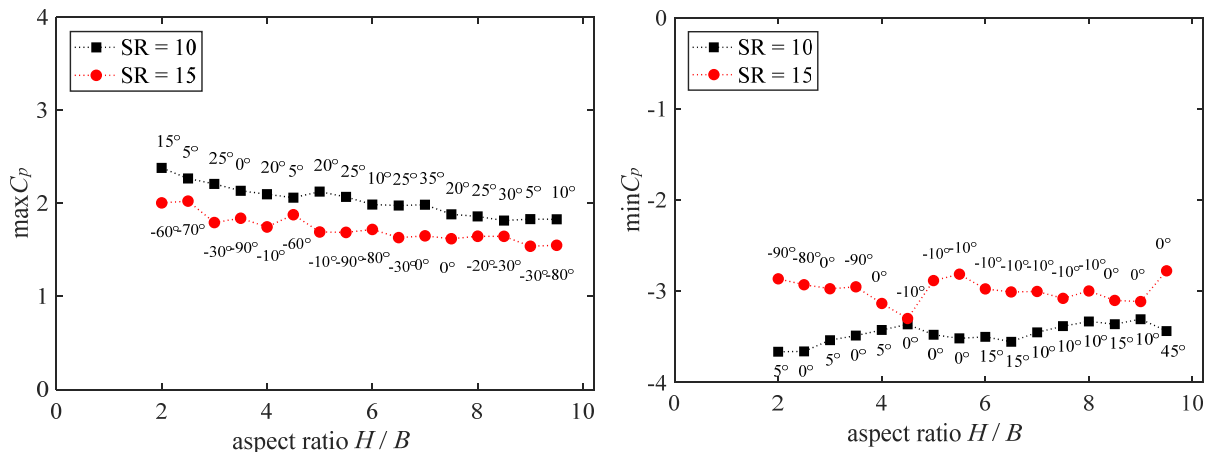 4
3
2
1
0
maxCp
SR = 10
SR = 15
15° 5° 25° 0° 20° 5° 20° 25° 10° 25° 35° 20° 25° 30° 5° 10°
-60° -70° -30° -90° -10° -60° -10° -90° -80° -30° 0° 0° -20° -30° -30° -80°
0 2 4 6 8 10
aspect ratio H / B
-0
-1
-2
-3
-4
minCp
SR = 10
SR = 15
-90° -80° 0° -90° 0° -10° -10° -10° -10° -10° -10° -10° -10° 0° 0° 0°
5° 0° 5° 0° 5° 0° 0° 0° 15° 15° 10° 10° 10° 15° 10° 45°
0 2 4 6 8 10
aspect ratio H / B